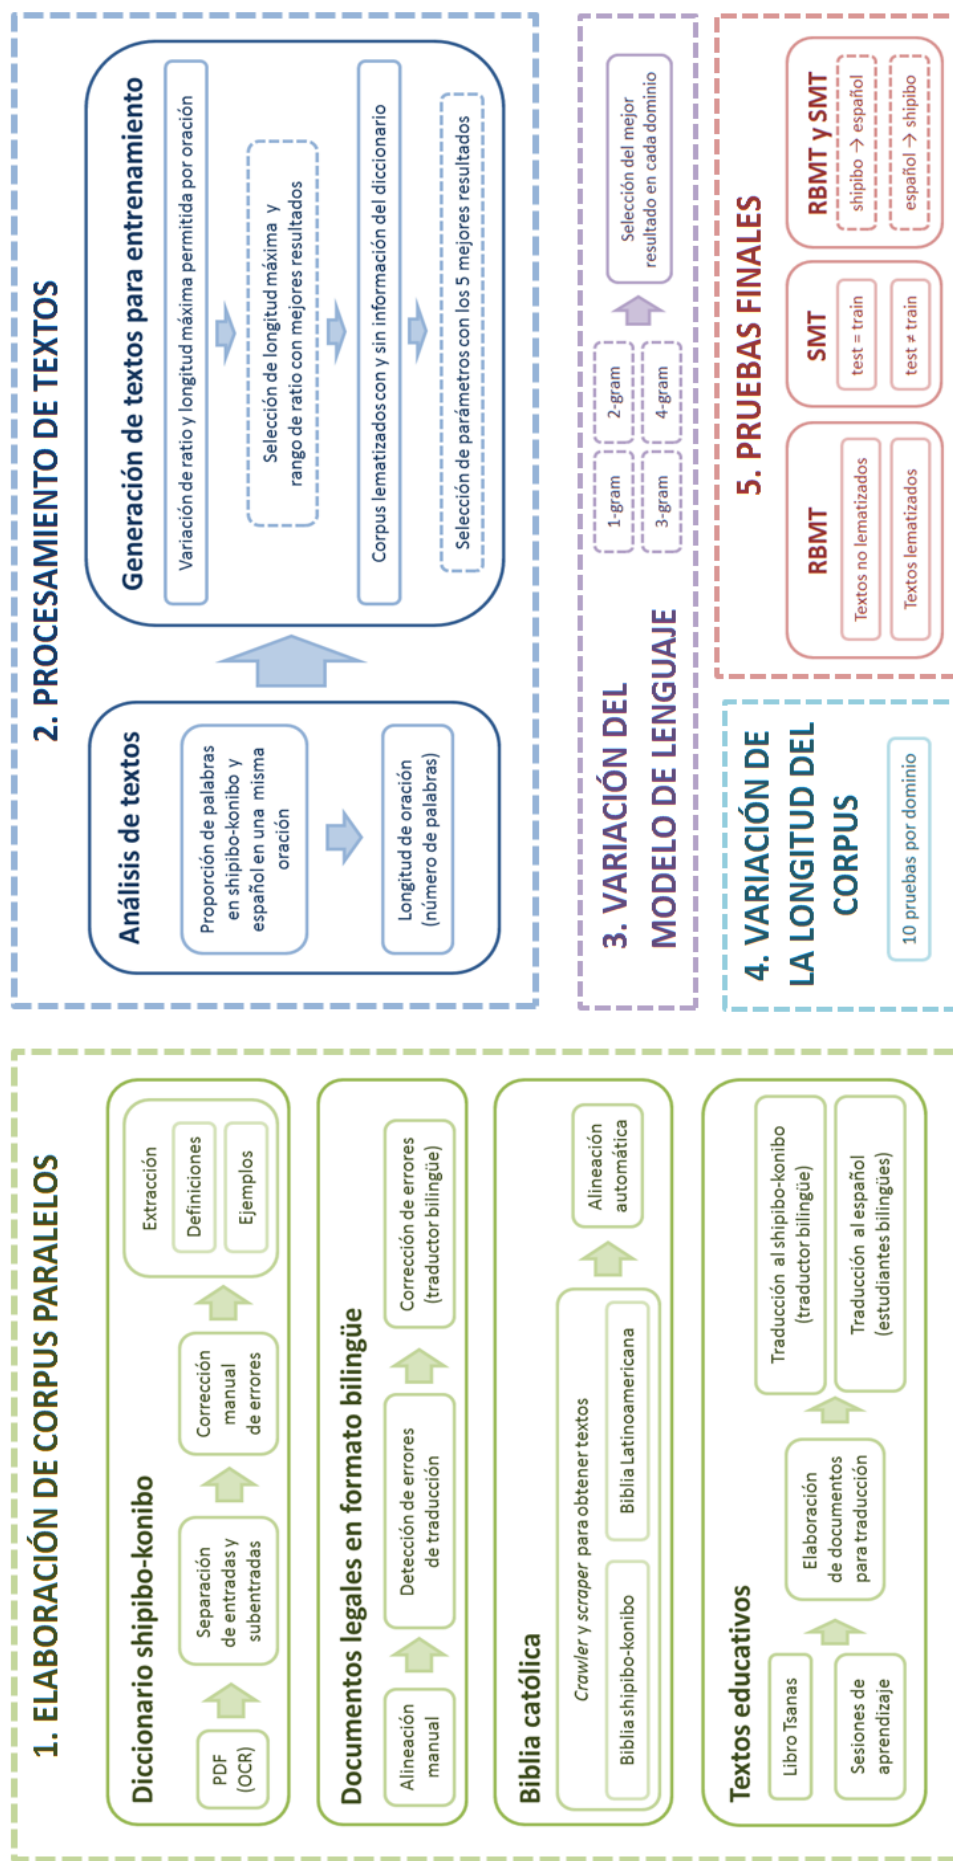 1. ELABORACIÓN DE CORPUS PARALELOS
Diccionario shipibo-konibo
PDF
(OCR)
Separación
de entradas y
subentradas
Corrección
manual
de errores
Extracción
Definiciones
Ejemplos
Documentos legales en formato bilingüe
Alineación
manual
Detección de errores
de traducción
Corrección de errores
(traductor bilingüe)
Biblia católica
Crawler y scraper para obtener textos
Biblia shipibo-konibo
Biblia Latinoamericana
Alineación
automática
Textos educativos
Libro Tsanas
Sesiones de
aprendizaje
Elaboración
de documentos
para traducción
Traducción al shipibo-konibo
(traductor bilingüe)
Traducción al español
(estudiantes bilingües)
2. PROCESAMIENTO DE TEXTOS
Análisis de textos
Proporción de palabras
en shipibo-konibo y
español en una misma
oración
Longitud de oración
(número de palabras)
Generación de textos para entrenamiento
Variación de ratio y longitud máxima permitida por oración
Selección de longitud máxima y
rango de ratio con mejores resultados
Corpus lematizados con y sin información del diccionario
Selección de parámetros con los 5 mejores resultados
3. VARIACIÓN DEL
MODELO DE LENGUAJE
1-gram
2-gram
3-gram
4-gram
Selección del mejor
resultado en cada dominio
4. VARIACIÓN DE
LA LONGITUD DEL
CORPUS
10 pruebas por dominio
5. PRUEBAS FINALES
RBMT
Textos no lematizados
Textos lematizados
SMT
test = train
test ≠ train
RBMT y SMT
shipibo → español
español → shipibo